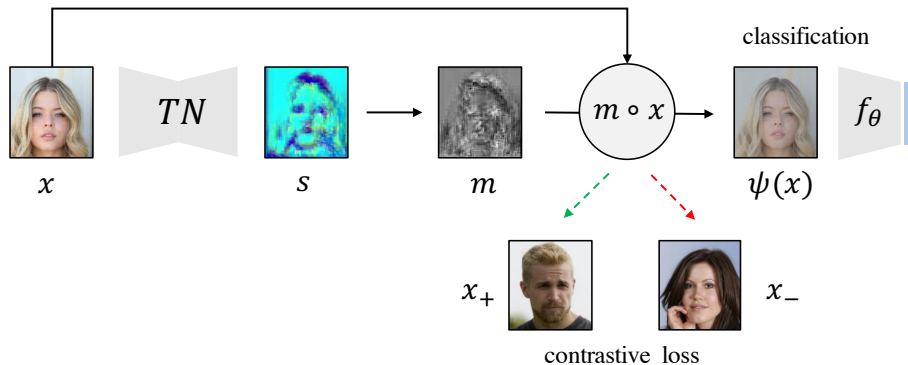 classification
TN
m ∘ x
f_θ
x
s
m
ψ(x)
x_+
x_−
contrastive loss